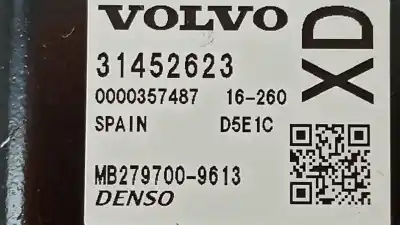 VOLVO
XD
31452623
0000357487 16-260
SPAIN D5E1C
MB279700-9613
DENSO